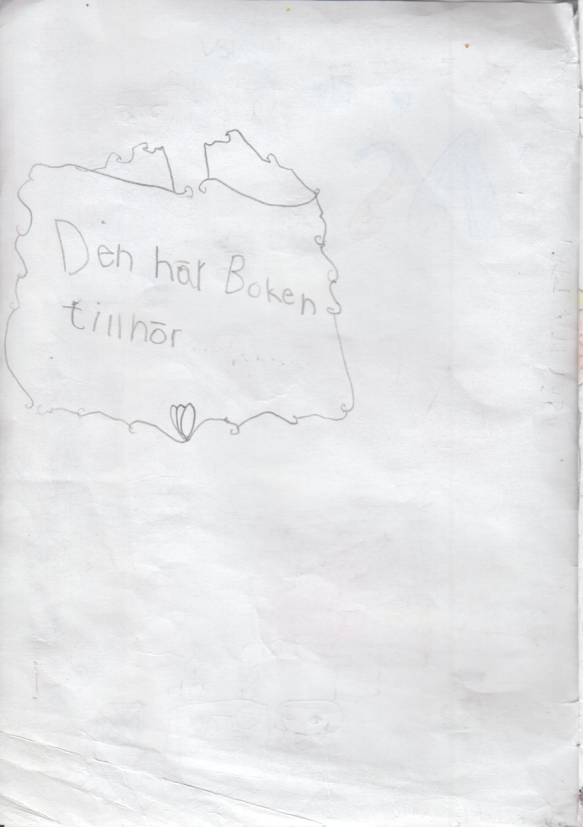 Den här Boken
tillhör